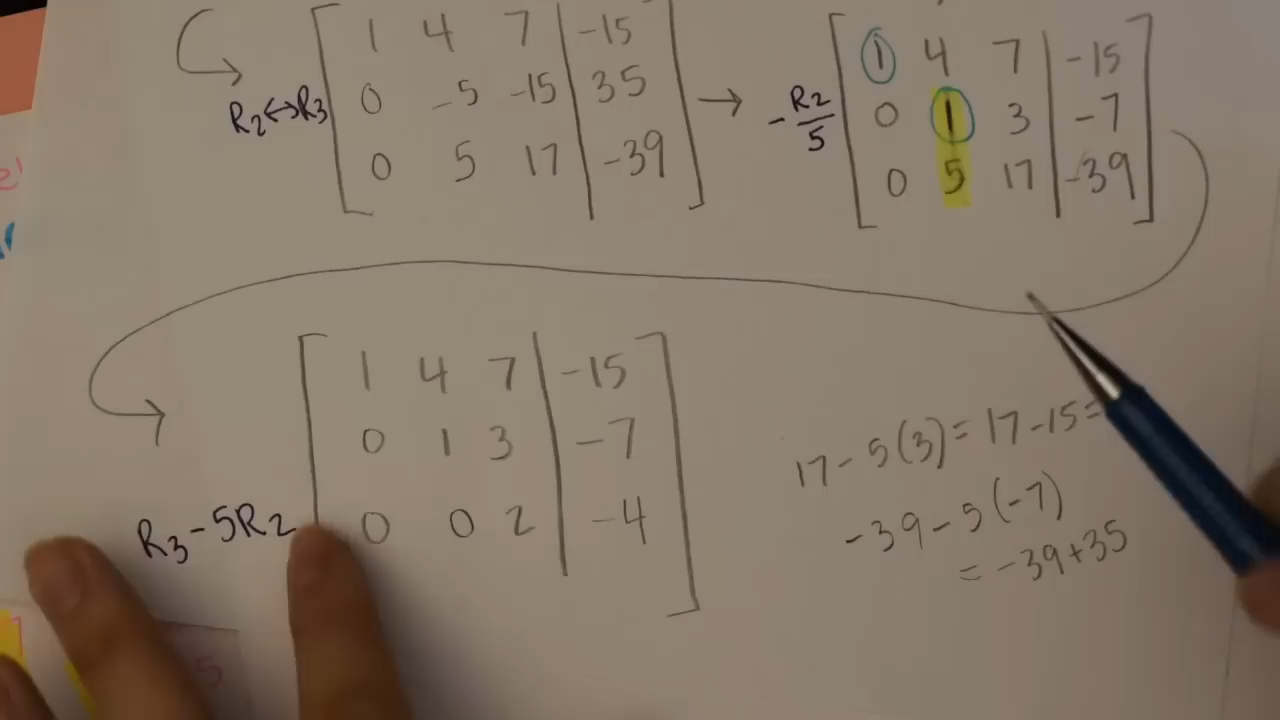 1 4 7 | -15
R2↔R3 0 -5 -15 | 35
0 5 17 | -39
1 4 7 | -15
-R2/5 0 1 3 | -7
0 5 17 | -39
1 4 7 | -15
0 1 3 | -7
R3-5R2 0 0 2 | -4
17-5(3)=17-15=
-39-5(-7)
=-39+35